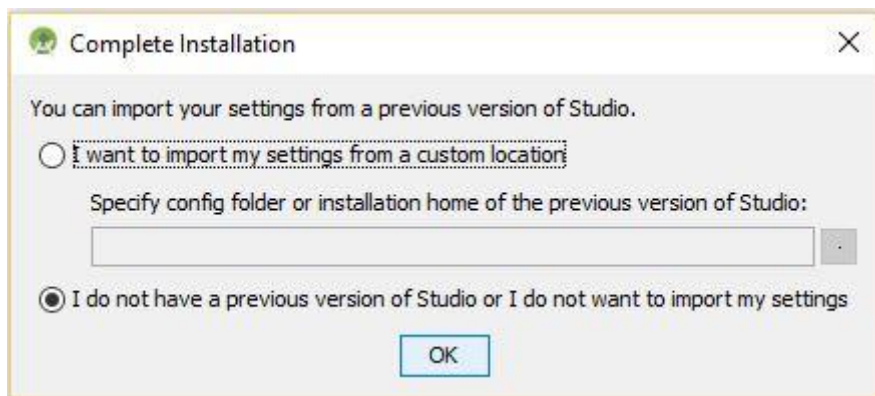 Complete Installation
You can import your settings from a previous version of Studio.
I want to import my settings from a custom location
Specify config folder or installation home of the previous version of Studio:
.
I do not have a previous version of Studio or I do not want to import my settings
OK